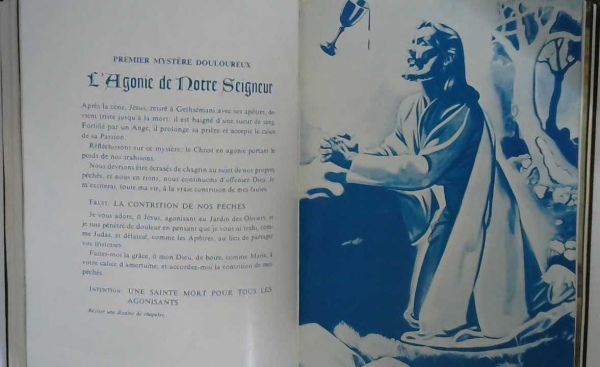 PREMIER MYSTÈRE DOULOUREUX
L'Agonie de Notre Seigneur
Après la cène, Jésus, retiré à Gethsémani avec ses apôtres, de-
vient triste jusqu'à la mort; il est baigné d'une sueur de sang.
Fortifié par un Ange, il prolonge sa prière et accepte le calice
de sa Passion.
Réfléchissons sur ce mystère: le Christ en agonie portant le
poids de nos trahisons.
Nous devrions être écrasés de chagrin au sujet de nos propres
péchés, et nous en rions, nous continuons d'offenser Dieu. Je
m'exciterai, toute ma vie, à la vraie contrition de mes fautes.
FRUIT: LA CONTRITION DE NOS PÉCHÉS
Je vous adore, ô Jésus, agonisant au Jardin des Oliviers, et
je suis pénétré de douleur en pensant que je vous ai trahi, com-
me Judas, et délaissé, comme les Apôtres, au lieu de partager
vos tristesses.
Faites-moi la grâce, ô mon Dieu, de boire, comme Marie, à
votre calice d'amertume, et accordez-moi la contrition de mes
péchés.
INTENTION: UNE SAINTE MORT POUR TOUS LES
AGONISANTS
Réciter une dizaine de chapelet.